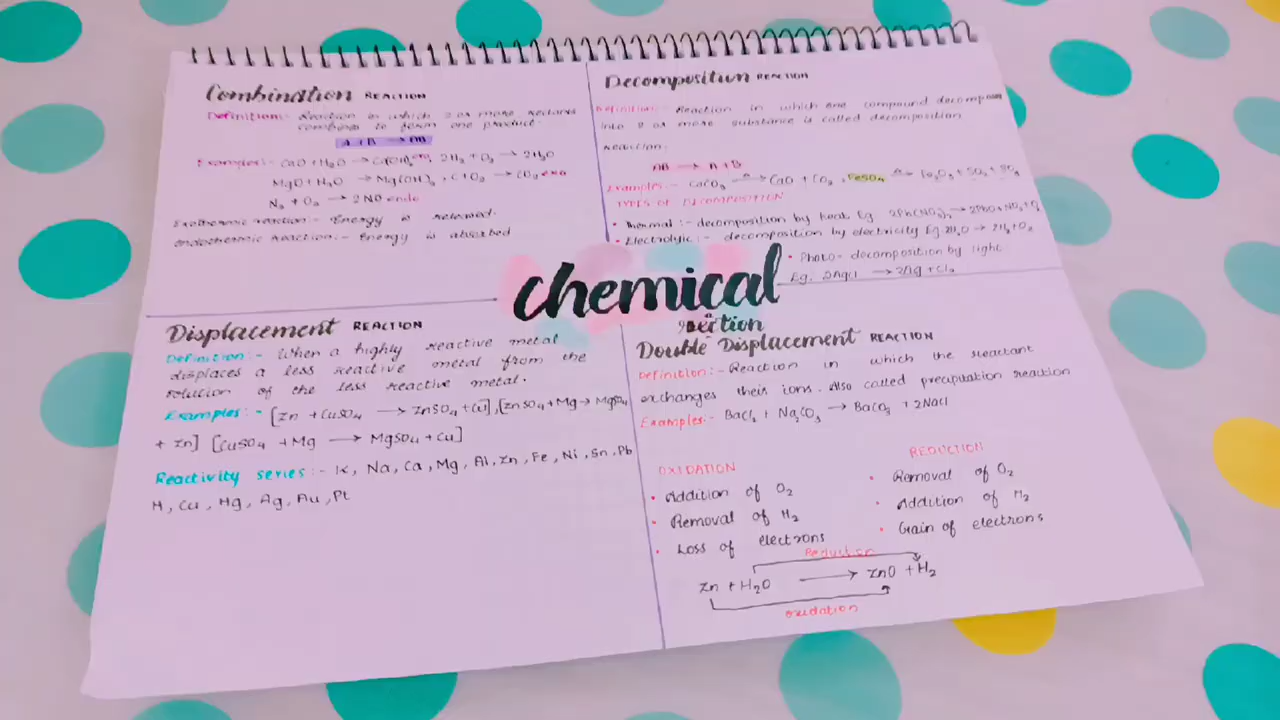 Combination REACTION
Definition:- Reaction in which 2 or more
combine to form one product.
A+B → AB
Examples:- CaO + H₂O → Ca(OH)₂ exo, 2H₂ + O₂ → 2H₂O
MgO + H₂O → Mg(OH)₂, C + O₂ → CO₂ exo
N₂ + O₂ → 2NO endo
Exothermic reaction:- Energy is released.
Endothermic Reaction:- Energy is absorbed
Decomposition REACTION
Definition:- Reaction in which one compound decomposes
into 2 or more substance is called decomposition
reaction.
AB → A+B
Examples:- CaCO₃ → CaO + CO₂, FeSO₄ → Fe₂O₃ + SO₂ + SO₃
TYPES OF DECOMPOSITION
• Thermal:- decomposition by heat Eg.
• Electrolyic:- decomposition by electricity Eg. 2H₂O → 2H₂ + O₂
• Photo- decomposition by light
Eg. 2AgCl → 2Ag + Cl₂
chemical
reaction
Displacement REACTION
Definition:- When a highly reactive metal
displaces a less reactive metal from the
solution of the less reactive metal.
Examples:- [Zn + CuSO₄ → ZnSO₄ + Cu], [ZnSO₄ + Mg → MgSO₄
+ Zn] [CuSO₄ + Mg → MgSO₄ + Cu]
Reactivity series:- K, Na, Ca, Mg, Al, Zn, Fe, Ni, Sn, Pb
H, Cu, Hg, Ag, Au, Pt
Double Displacement REACTION
Definition:- Reaction in which the reactant
exchanges their ions. Also called precipitation reaction
Examples:- BaCl₂ + Na₂CO₃ → BaCO₃ + 2NaCl
OXIDATION
• Addition of O₂
• Removal of H₂
• Loss of electrons
REDUCTION
• Removal of O₂
• Addition of H₂
• Gain of electrons
Reduction
Zn + H₂O → ZnO + H₂
oxidation